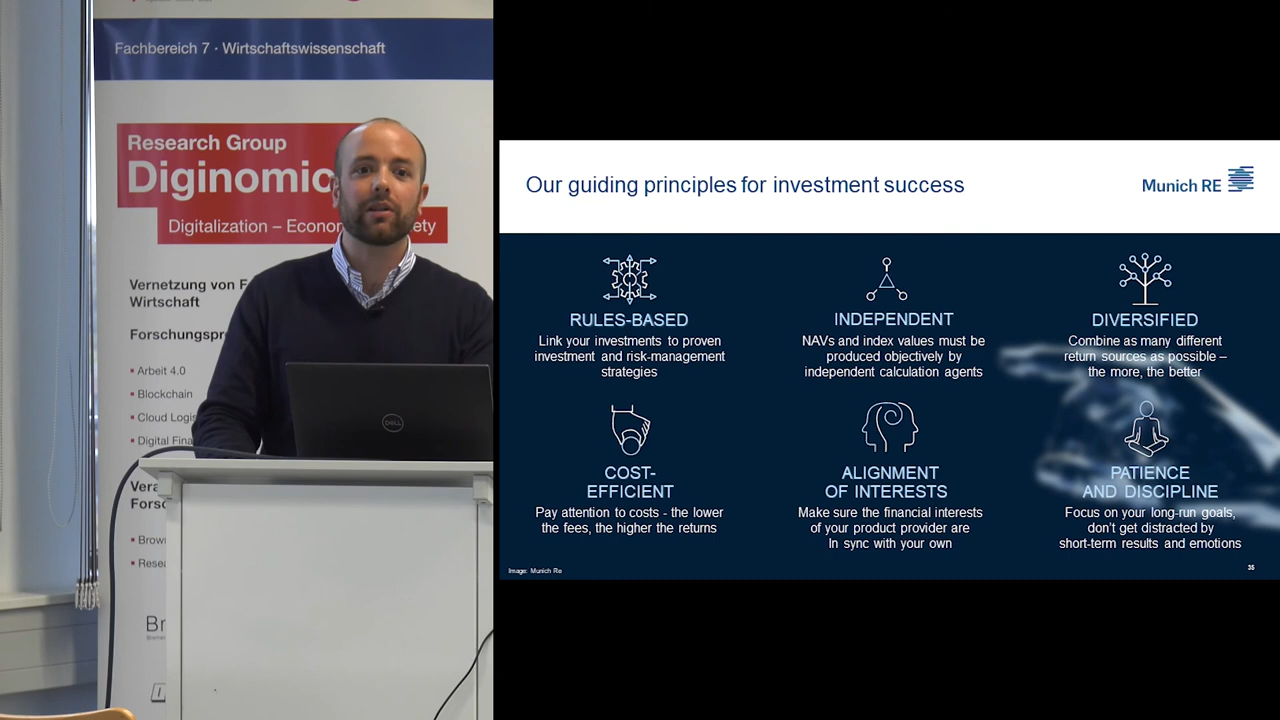 Fachbereich 7 · Wirtschaftswissenschaft
Research Group
Diginomic
Digitalization – Econo
ety
Vernetzung von F
Wirtschaft
Forschungspr
▪ Arbeit 4.0
▪ Blockchain
▪ Cloud Logis
▪ Digital Fina
Vera
Forsc
▪ Brow
▪ Resea
Br
DELL
Our guiding principles for investment success
Munich RE
RULES-BASED
Link your investments to proven
investment and risk-management
strategies
INDEPENDENT
NAVs and index values must be
produced objectively by
independent calculation agents
DIVERSIFIED
Combine as many different
return sources as possible –
the more, the better
COST-
EFFICIENT
Pay attention to costs - the lower
the fees, the higher the returns
ALIGNMENT
OF INTERESTS
Make sure the financial interests
of your product provider are
In sync with your own
PATIENCE
AND DISCIPLINE
Focus on your long-run goals,
don’t get distracted by
short-term results and emotions
Image: Munich Re
35